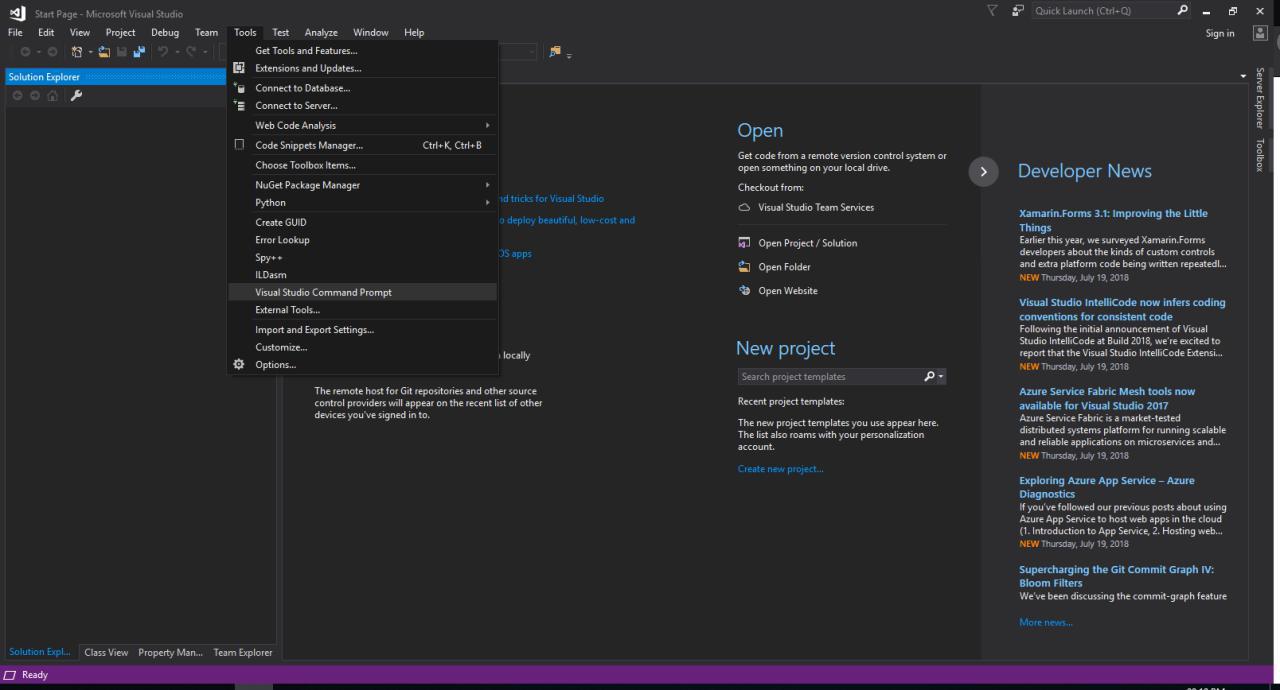 Start Page - Microsoft Visual Studio
Quick Launch (Ctrl+Q)
File Edit View Project Debug Team Tools Test Analyze Window Help
Sign in
Solution Explorer
Get Tools and Features...
Extensions and Updates...
Connect to Database...
Connect to Server...
Web Code Analysis
Code Snippets Manager... Ctrl+K, Ctrl+B
Choose Toolbox Items...
NuGet Package Manager
Python
Create GUID
Error Lookup
Spy++
ILDasm
Visual Studio Command Prompt
External Tools...
Import and Export Settings...
Customize...
Options...
tricks for Visual Studio
deploy beautiful, low-cost and
OS apps
locally
The remote host for Git repositories and other source
control providers will appear on the recent list of other
devices you've signed in to.
Open
Get code from a remote version control system or
open something on your local drive.
Checkout from:
Visual Studio Team Services
Open Project / Solution
Open Folder
Open Website
New project
Search project templates
Recent project templates:
The new project templates you use appear here.
The list also roams with your personalization
account.
Create new project...
Developer News
Xamarin.Forms 3.1: Improving the Little
Things
Earlier this year, we surveyed Xamarin.Forms
developers about the kinds of custom controls
and extra platform code being written repeatedl...
NEW Thursday, July 19, 2018
Visual Studio IntelliCode now infers coding
conventions for consistent code
Following the initial announcement of Visual
Studio IntelliCode at Build 2018, we're excited to
report that the Visual Studio IntelliCode Extensi...
NEW Thursday, July 19, 2018
Azure Service Fabric Mesh tools now
available for Visual Studio 2017
Azure Service Fabric is a market-tested
distributed systems platform for running scalable
and reliable applications on microservices and...
NEW Thursday, July 19, 2018
Exploring Azure App Service – Azure
Diagnostics
If you've followed our previous posts about using
Azure App Service to host web apps in the cloud
(1. Introduction to App Service, 2. Hosting web...
NEW Thursday, July 19, 2018
Supercharging the Git Commit Graph IV:
Bloom Filters
We've been discussing the commit-graph feature
More news...
Server Explorer
Toolbox
Solution Expl... Class View Property Man... Team Explorer
Ready